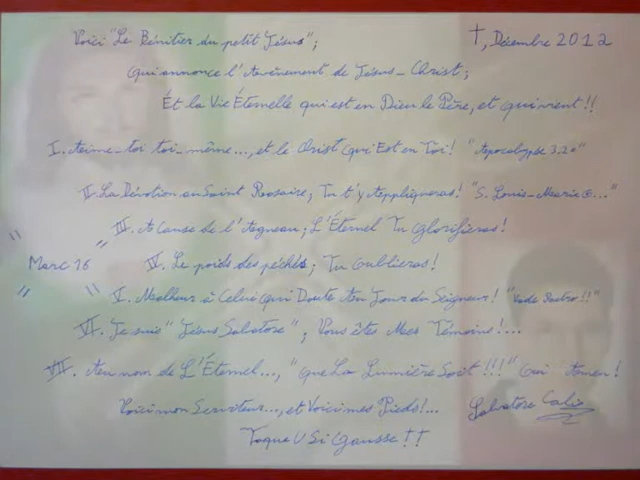 Voici "Le Bénitier du petit Jésus";
†, Décembre 2012
Qui annonce l'Avènement de Jésus-Christ;
Et la Vie Éternelle qui est en Dieu le Père, et qui vient!!
I. Aime-toi toi-même..., et le Christ qui Est en Toi! "Apocalypse 3.20"
II. La Dévotion au Saint Rosaire; Tu t'y Appliqueras! "S. Louis-Marie ..."
III. A Cause de l'Agneau; L'Éternel Tu Glorifieras!
"Marc 16"
IV. Le poids des péchés; Tu Oublieras!
V. Malheur à Celui qui Doute Au Jour du Seigneur! "Vade !!"
VI. Je suis "Jésus Salvatore"; Vous êtes Mes Témoins!...
VII. Au nom de L'Éternel..., "que La Lumière Soit!!!" Oui Amen!
Voici mon Serviteur..., et Voici mes Pieds!...
Salvatore
Si